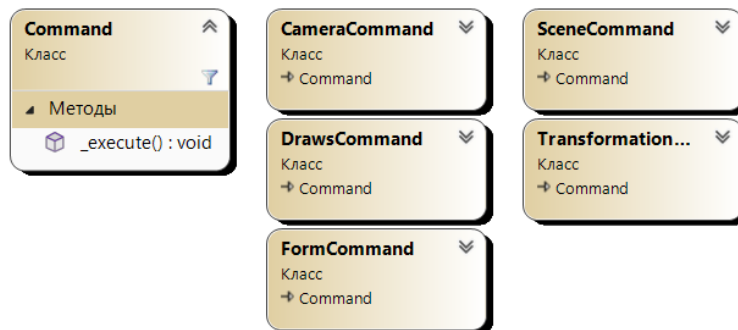 Command
Класс
Методы
_execute() : void
CameraCommand
Класс
Command
DrawsCommand
Класс
Command
FormCommand
Класс
Command
SceneCommand
Класс
Command
Transformation...
Класс
Command